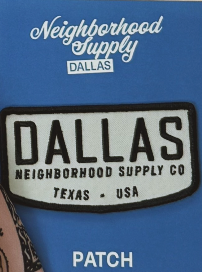 Neighborhood
Supply
DALLAS
DALLAS
NEIGHBORHOOD SUPPLY CO
TEXAS - USA
PATCH